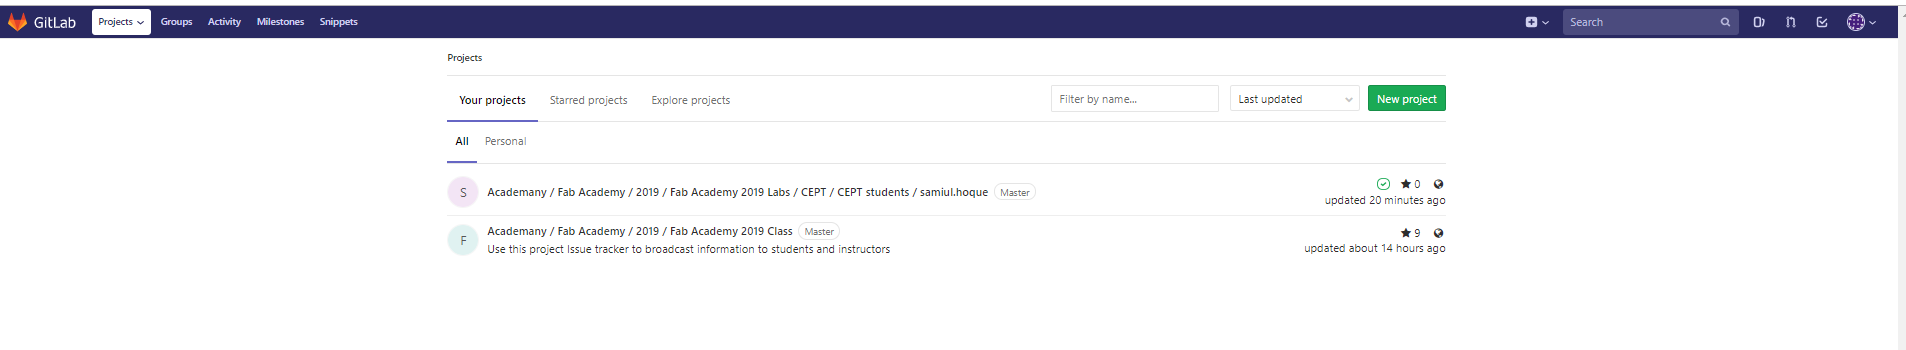 GitLab Projects Groups Activity Milestones Snippets Search
Projects
Your projects Starred projects Explore projects Filter by name... Last updated New project
All Personal
S Academany / Fab Academy / 2019 / Fab Academy 2019 Labs / CEPT / CEPT students / samiul.hoque Master 0
updated 20 minutes ago
F Academany / Fab Academy / 2019 / Fab Academy 2019 Class Master 9
Use this project Issue tracker to broadcast information to students and instructors updated about 14 hours ago